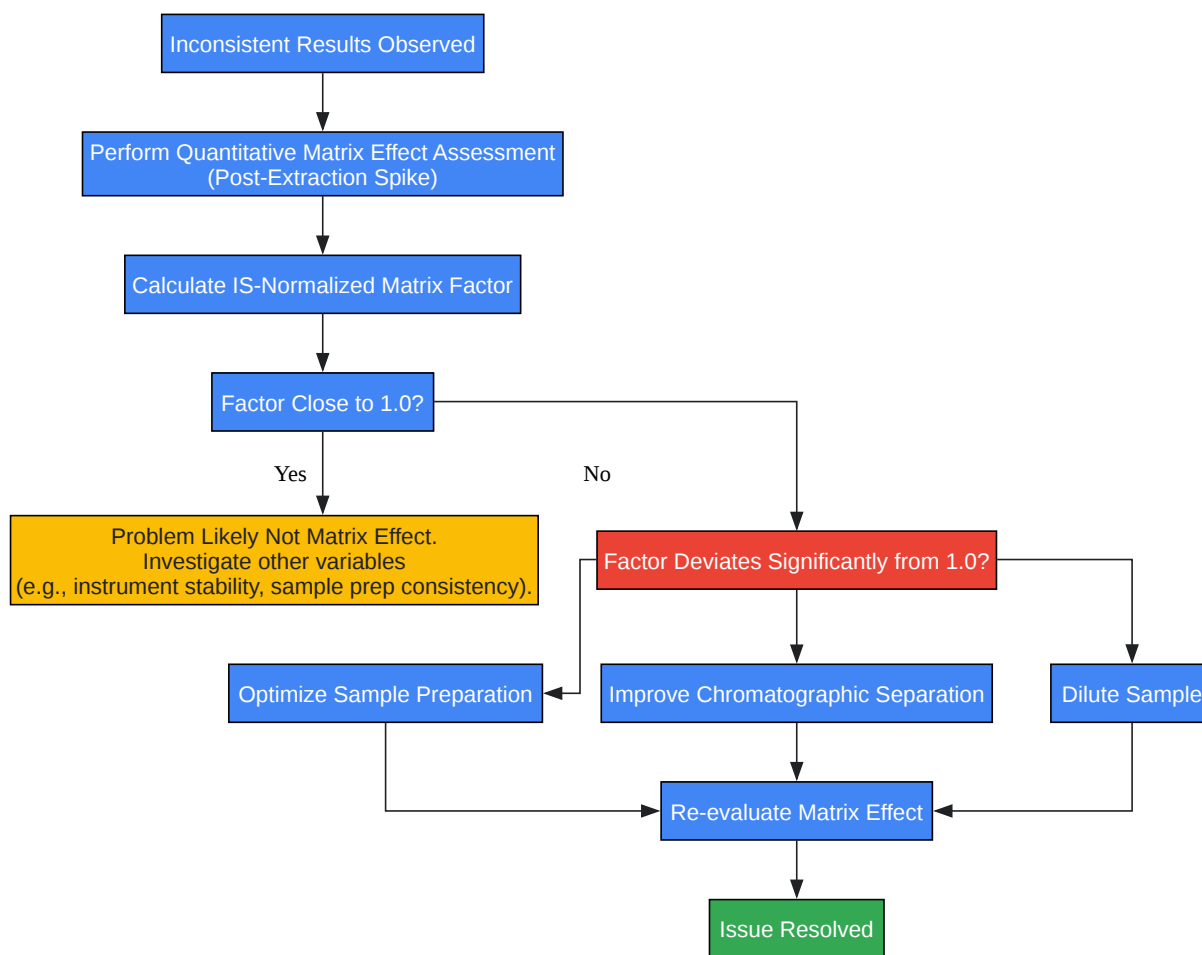 Inconsistent Results Observed
Perform Quantitative Matrix Effect Assessment
(Post-Extraction Spike)
Calculate IS-Normalized Matrix Factor
Factor Close to 1.0?
Yes
No
Problem Likely Not Matrix Effect.
Investigate other variables
(e.g., instrument stability, sample prep consistency).
Factor Deviates Significantly from 1.0?
Optimize Sample Preparation
Improve Chromatographic Separation
Dilute Sample
Re-evaluate Matrix Effect
Issue Resolved